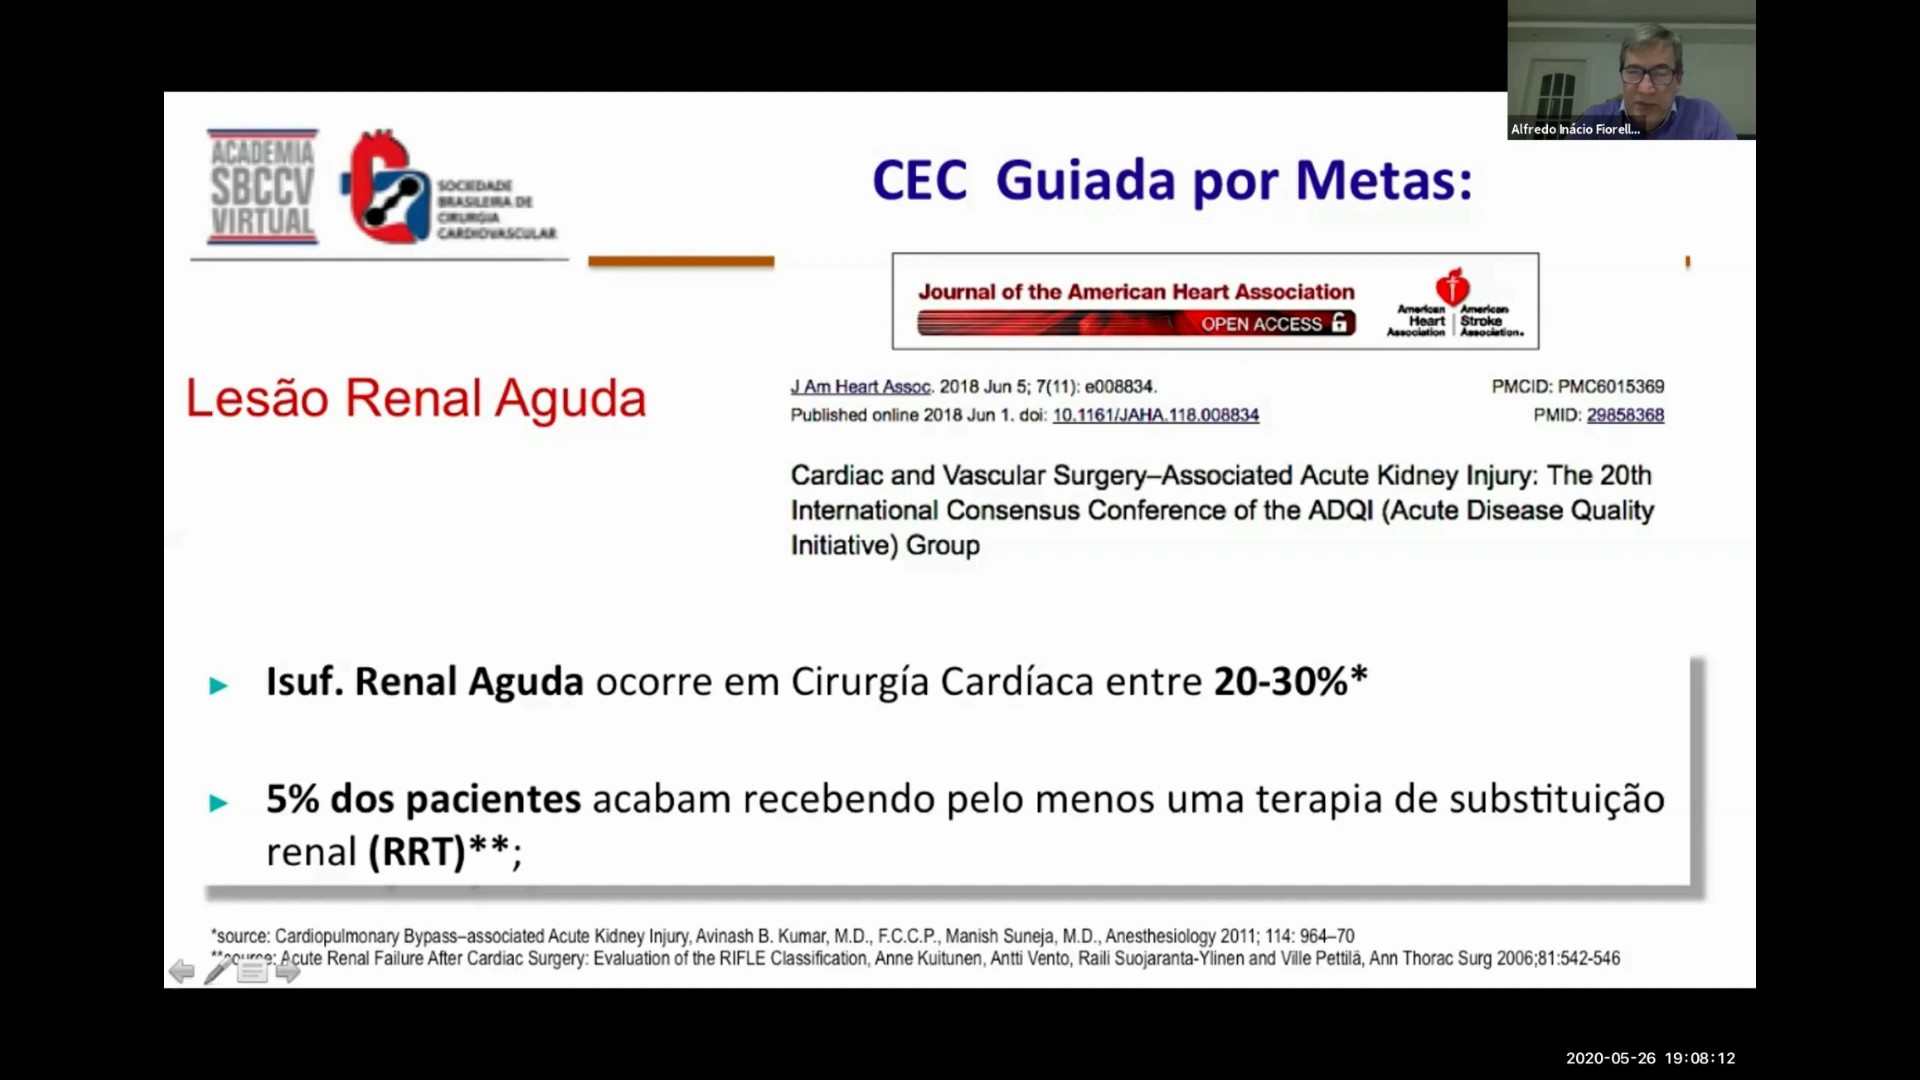 Alfredo Inácio Fiorell...
ACADEMIA
SBCCV
VIRTUAL
SOCIEDADE
BRASILEIRA DE
CIRURGIA
CARDIOVASCULAR
CEC Guiada por Metas:
Journal of the American Heart Association
OPEN ACCESS
American Heart Association
American Stroke Association.
Lesão Renal Aguda
J Am Heart Assoc. 2018 Jun 5; 7(11): e008834.
PMCID: PMC6015369
Published online 2018 Jun 1. doi: 10.1161/JAHA.118.008834
PMID: 29858368
Cardiac and Vascular Surgery–Associated Acute Kidney Injury: The 20th
International Consensus Conference of the ADQI (Acute Disease Quality
Initiative) Group
Isuf. Renal Aguda ocorre em Cirurgía Cardíaca entre 20-30%*
5% dos pacientes acabam recebendo pelo menos uma terapia de substituição
renal (RRT)**;
*source: Cardiopulmonary Bypass–associated Acute Kidney Injury, Avinash B. Kumar, M.D., F.C.C.P., Manish Suneja, M.D., Anesthesiology 2011; 114: 964–70
**source: Acute Renal Failure After Cardiac Surgery: Evaluation of the RIFLE Classification, Anne Kuitunen, Antti Vento, Raili Suojaranta-Ylinen and Ville Pettilä, Ann Thorac Surg 2006;81:542-546
2020-05-26 19:08:12